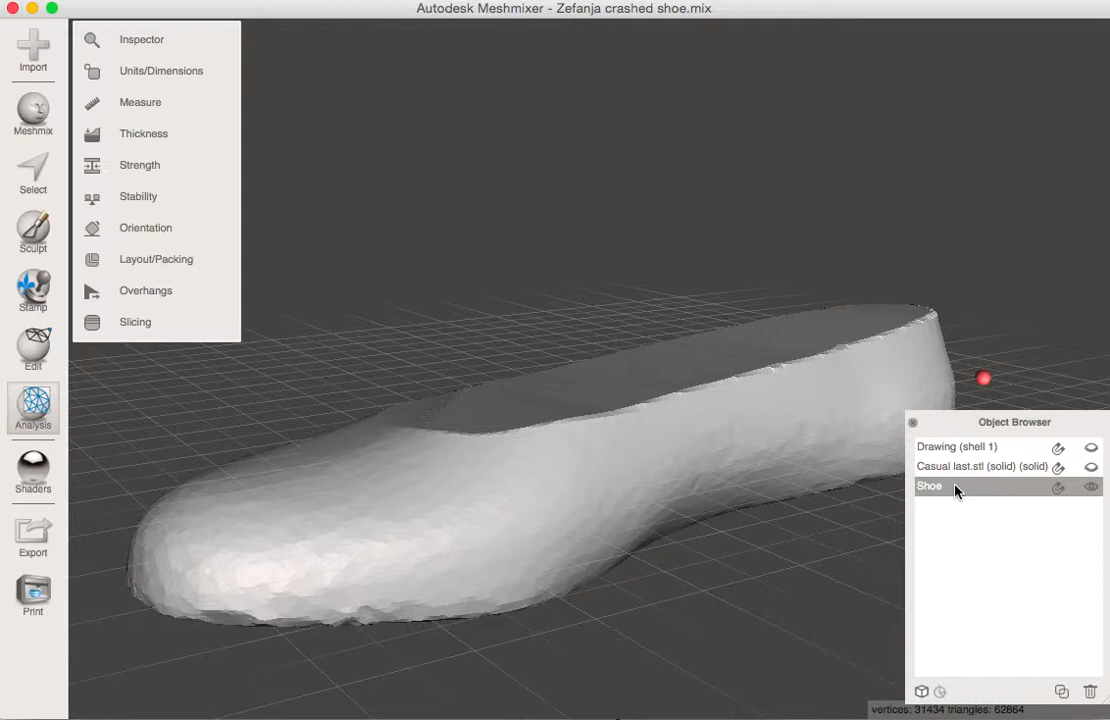 Autodesk Meshmixer - Zefanja crashed shoe.mix
Import
Meshmix
Select
Sculpt
Stamp
Edit
Analysis
Shaders
Export
Print
Inspector
Units/Dimensions
Measure
Thickness
Strength
Stability
Orientation
Layout/Packing
Overhangs
Slicing
Object Browser
Drawing (shell 1)
Casual last.stl (solid) (solid)
Shoe
vertices: 31434 triangles: 62864